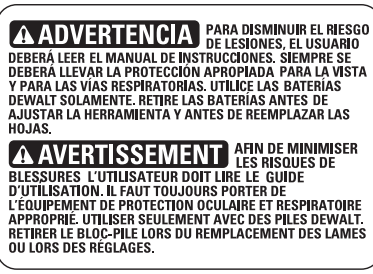 ADVERTENCIA PARA DISMINUIR EL RIESGO
DE LESIONES, EL USUARIO
DEBERÁ LEER EL MANUAL DE INSTRUCCIONES. SIEMPRE SE
DEBERÁ LLEVAR LA PROTECCIÓN APROPIADA PARA LA VISTA
Y PARA LAS VÍAS RESPIRATORIAS. UTILICE LAS BATERÍAS
DEWALT SOLAMENTE. RETIRE LAS BATERÍAS ANTES DE
AJUSTAR LA HERRAMIENTA Y ANTES DE REEMPLAZAR LAS
HOJAS.
AVERTISSEMENT AFIN DE MINIMISER
LES RISQUES DE
BLESSURES L'UTILISATEUR DOIT LIRE LE GUIDE
D'UTILISATION. IL FAUT TOUJOURS PORTER DE
L'ÉQUIPEMENT DE PROTECTION OCULAIRE ET RESPIRATOIRE
APPROPRIÉ. UTILISER SEULEMENT AVEC DES PILES DEWALT.
RETIRER LE BLOC-PILE LORS DU REMPLACEMENT DES LAMES
OU LORS DES RÉGLAGES.